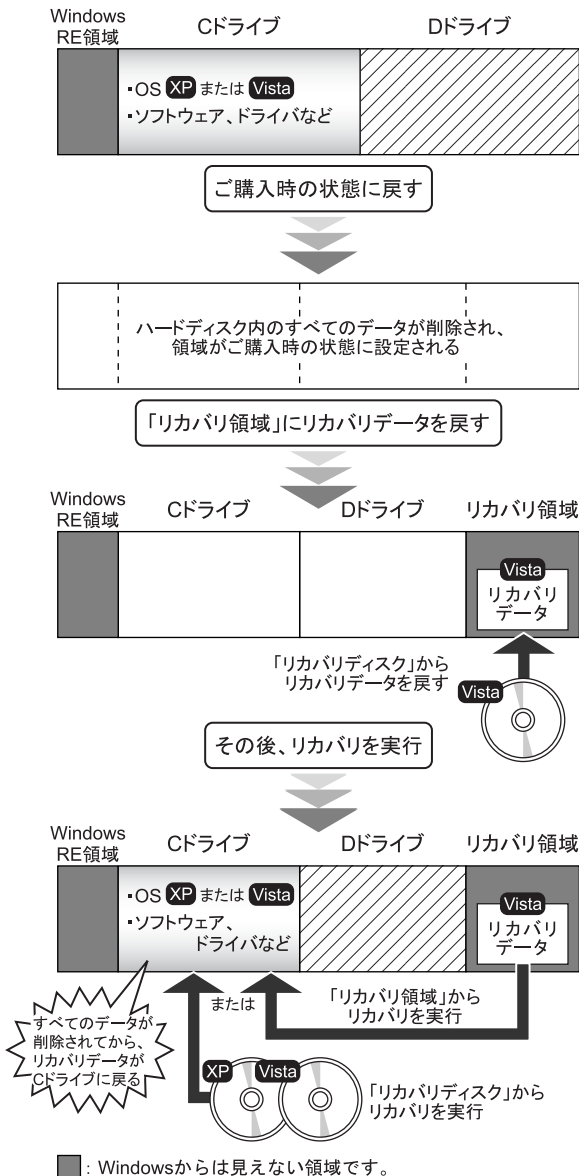 Windows
RE領域
Cドライブ
Dドライブ
▪OS XP または Vista
▪ソフトウェア、ドライバなど
ご購入時の状態に戻す
ハードディスク内のすべてのデータが削除され、
領域がご購入時の状態に設定される
「リカバリ領域」にリカバリデータを戻す
Windows
RE領域
Cドライブ
Dドライブ
リカバリ領域
Vista
リカバリ
データ
「リカバリディスク」から
リカバリデータを戻す
Vista
その後、リカバリを実行
Windows
RE領域
Cドライブ
Dドライブ
リカバリ領域
▪OS XP または Vista
▪ソフトウェア、
ドライバなど
Vista
リカバリ
データ
または
「リカバリ領域」から
リカバリを実行
すべてのデータが
削除されてから、
リカバリデータが
Cドライブに戻る
XP
Vista
「リカバリディスク」から
リカバリを実行
: Windowsからは見えない領域です。